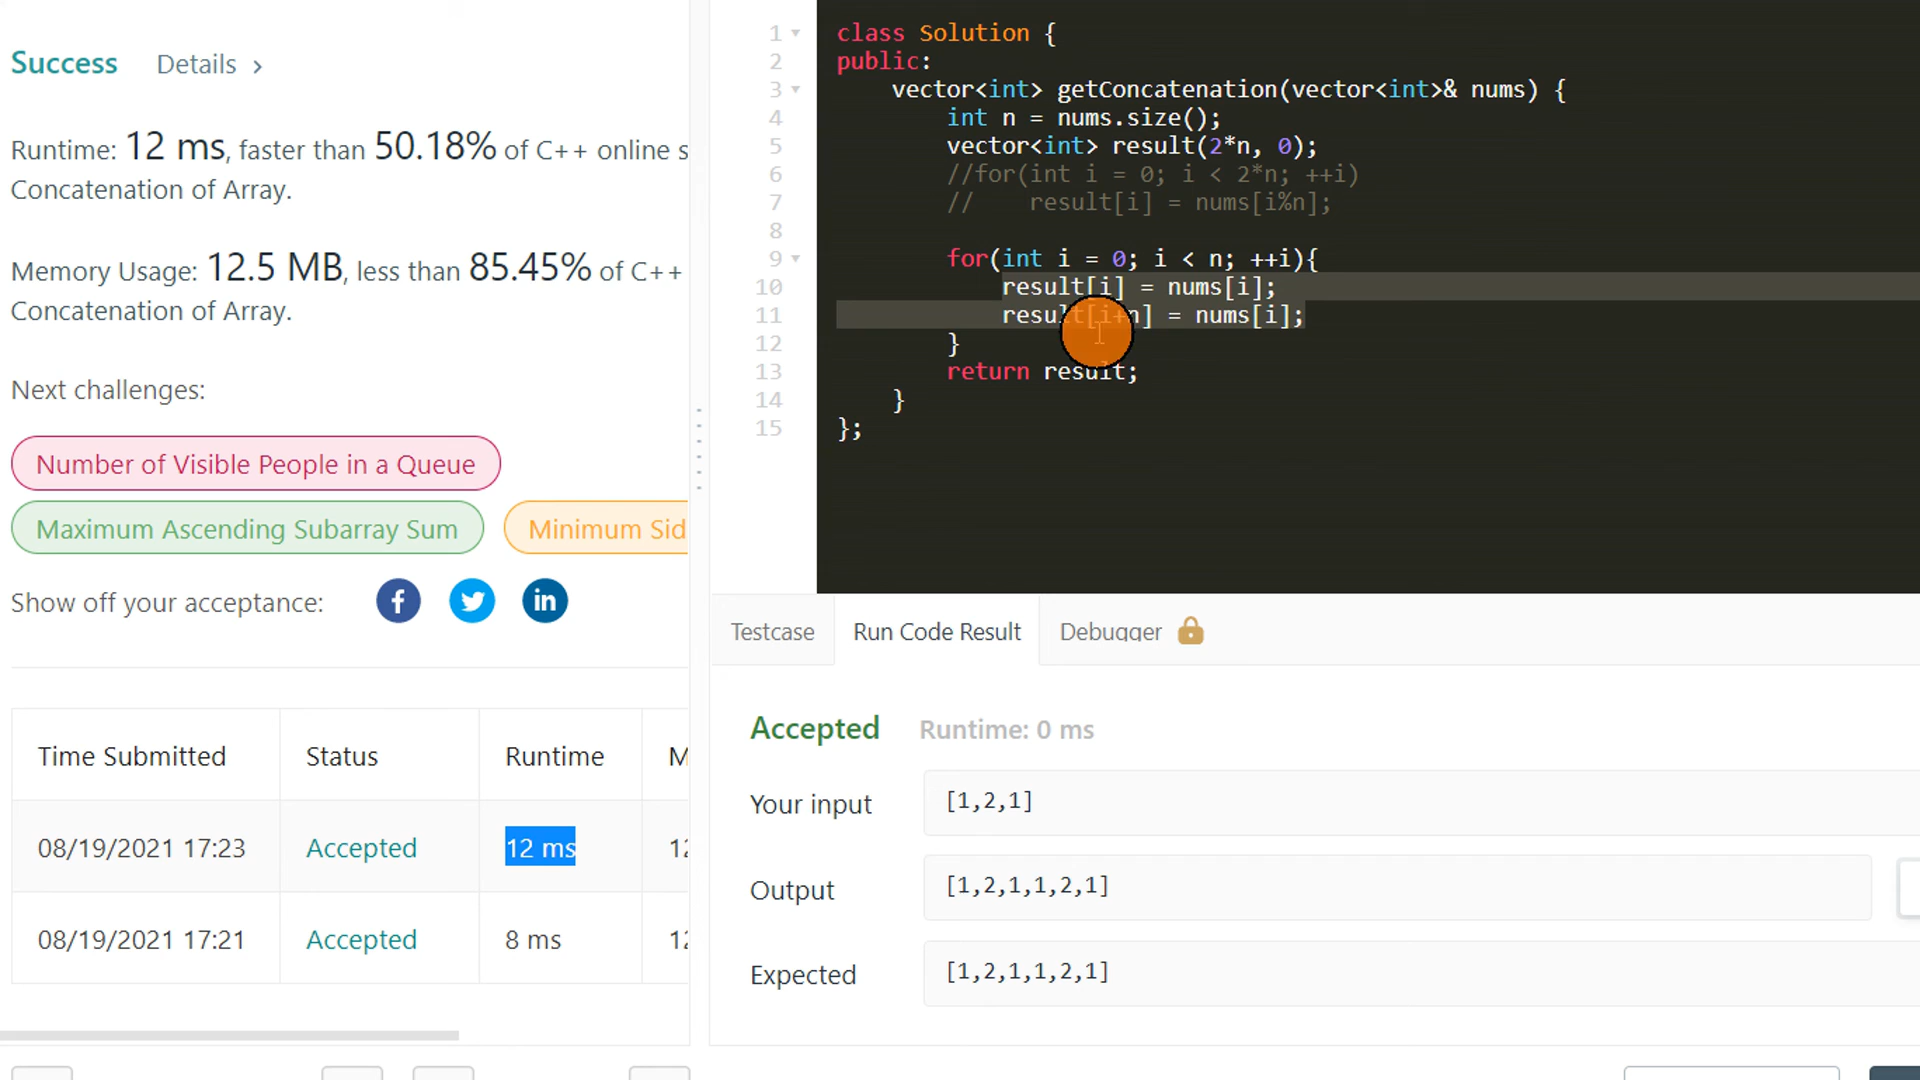 Success Details >
Runtime: 12 ms, faster than 50.18% of C++ online s
Concatenation of Array.
Memory Usage: 12.5 MB, less than 85.45% of C++
Concatenation of Array.
Next challenges:
Number of Visible People in a Queue
Maximum Ascending Subarray Sum Minimum Sid
Show off your acceptance:
Time Submitted Status Runtime M
08/19/2021 17:23 Accepted 12 ms 12
08/19/2021 17:21 Accepted 8 ms 12
1 class Solution {
2 public:
3 vector<int> getConcatenation(vector<int>& nums) {
4 int n = nums.size();
5 vector<int> result(2*n, 0);
6 //for(int i = 0; i < 2*n; ++i)
7 // result[i] = nums[i%n];
8
9 for(int i = 0; i < n; ++i){
10 result[i] = nums[i];
11 result[i+n] = nums[i];
12 }
13 return result;
14 }
15 };
Testcase Run Code Result Debugger
Accepted Runtime: 0 ms
Your input [1,2,1]
Output [1,2,1,1,2,1]
Expected [1,2,1,1,2,1]